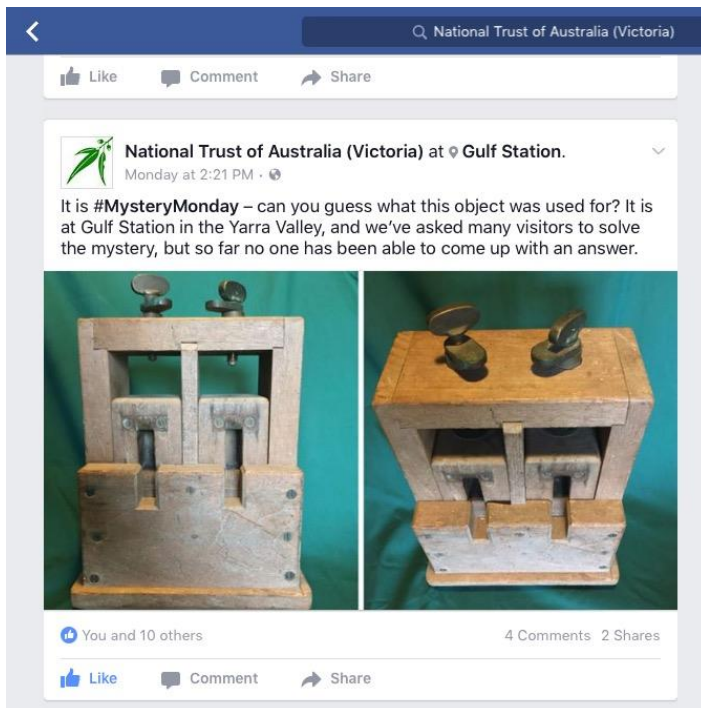 National Trust of Australia (Victoria)
Like Comment Share
National Trust of Australia (Victoria) at Gulf Station.
Monday at 2:21 PM ·
It is #MysteryMonday – can you guess what this object was used for? It is
at Gulf Station in the Yarra Valley, and we’ve asked many visitors to solve
the mystery, but so far no one has been able to come up with an answer.
You and 10 others 4 Comments 2 Shares
Like Comment Share